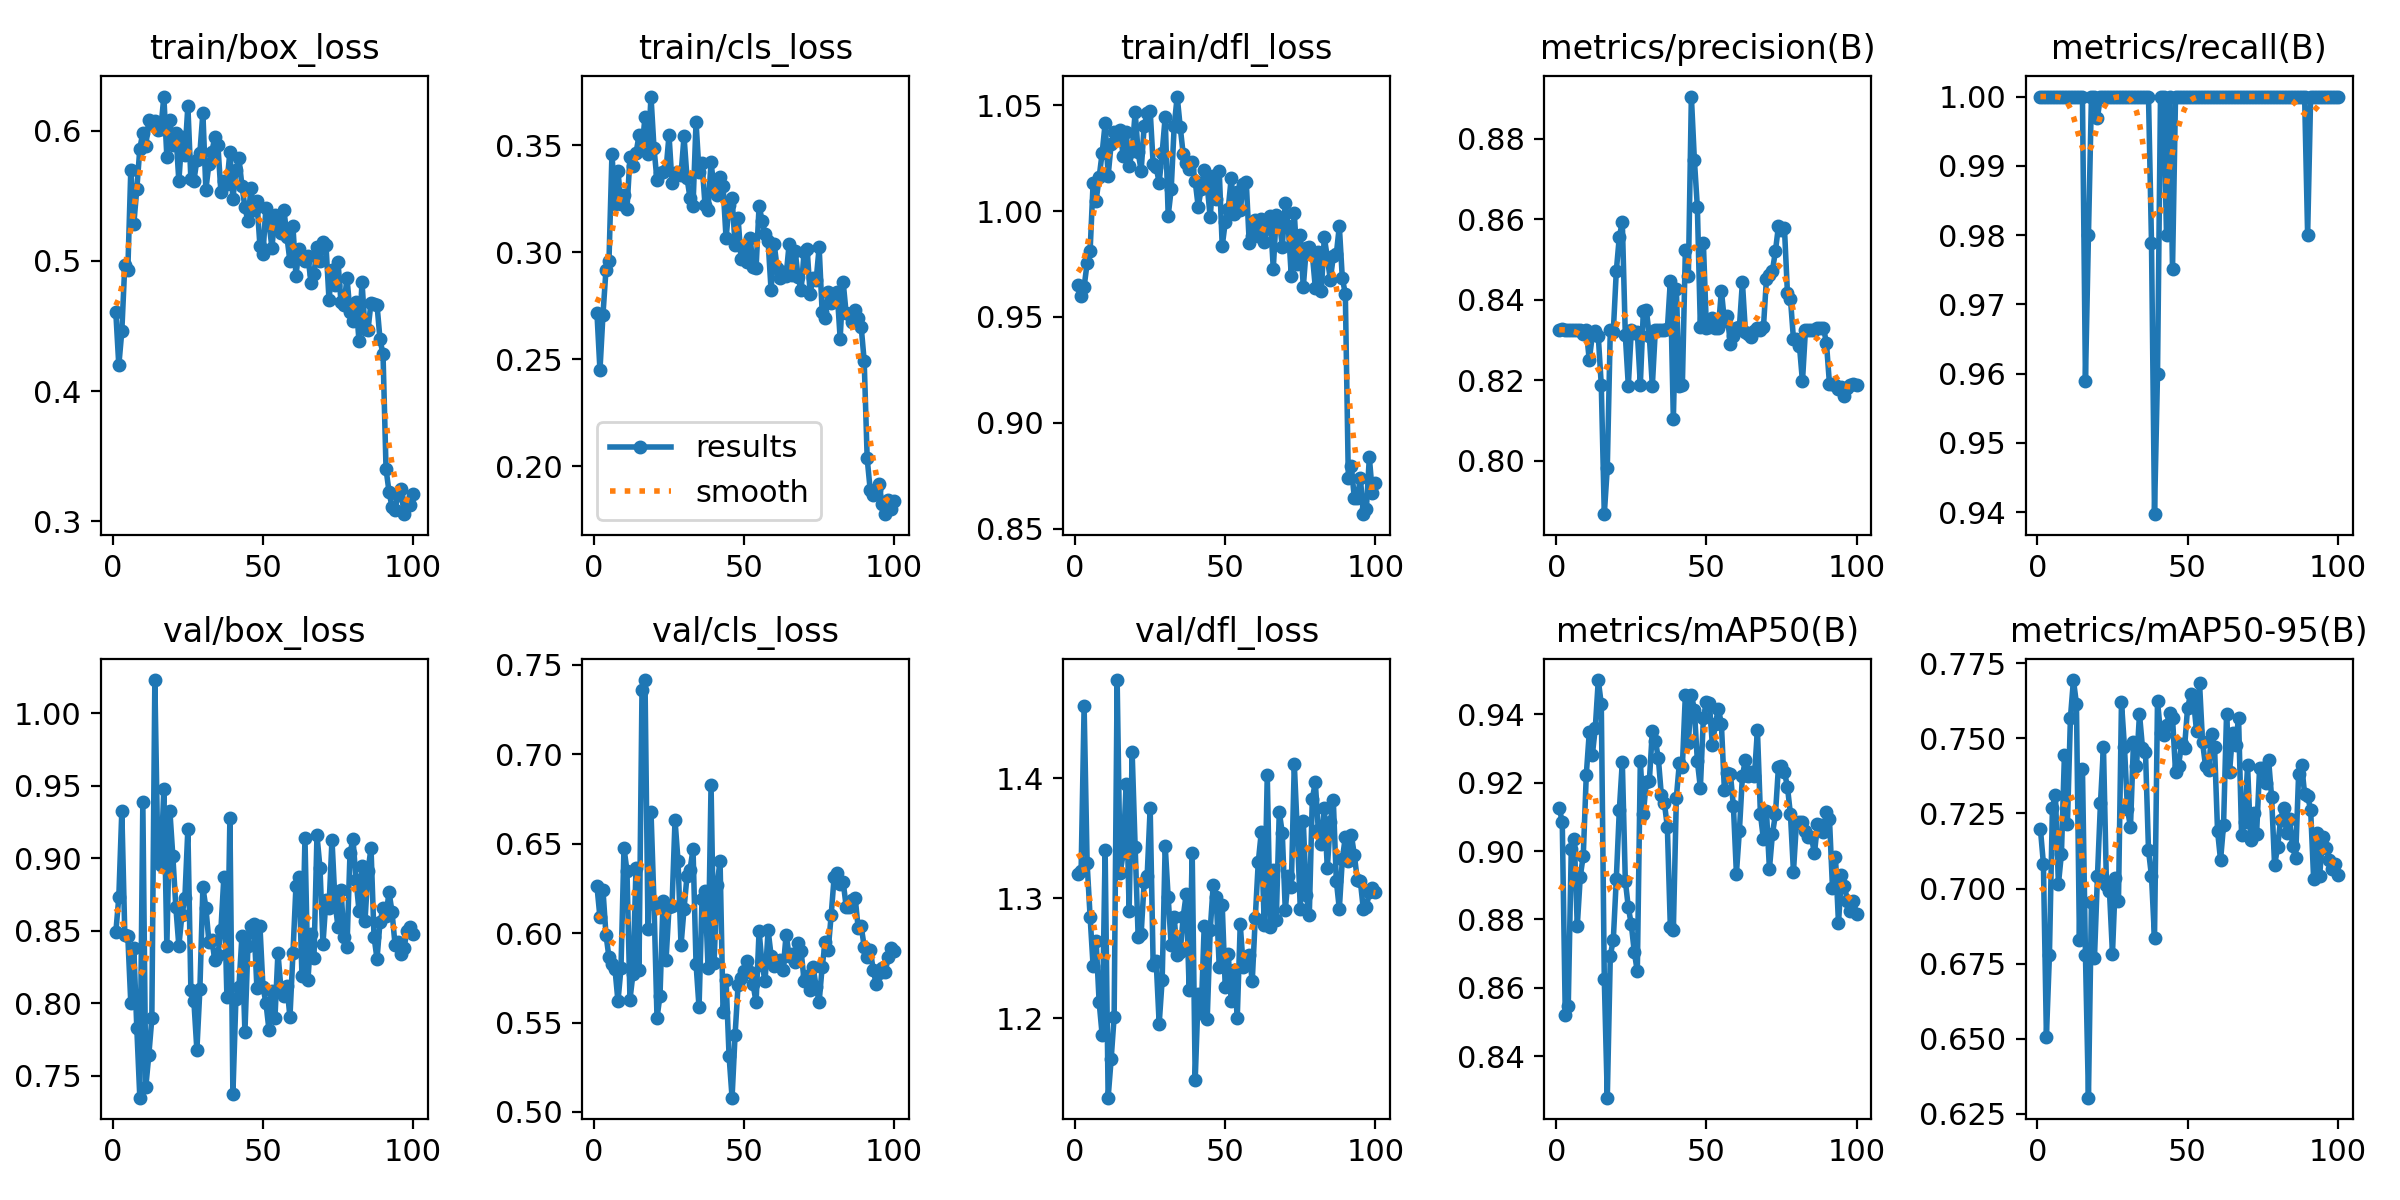 train/box_loss
0.6
0.5
0.4
0.3
0 50 100
train/cls_loss
0.35
0.30
0.25
0.20
results
smooth
0 50 100
train/dfl_loss
1.05
1.00
0.95
0.90
0.85
0 50 100
metrics/precision(B)
0.88
0.86
0.84
0.82
0.80
0 50 100
metrics/recall(B)
1.00
0.99
0.98
0.97
0.96
0.95
0.94
0 50 100
val/box_loss
1.00
0.95
0.90
0.85
0.80
0.75
0 50 100
val/cls_loss
0.75
0.70
0.65
0.60
0.55
0.50
0 50 100
val/dfl_loss
1.4
1.3
1.2
0 50 100
metrics/mAP50(B)
0.94
0.92
0.90
0.88
0.86
0.84
0 50 100
metrics/mAP50-95(B)
0.775
0.750
0.725
0.700
0.675
0.650
0.625
0 50 100